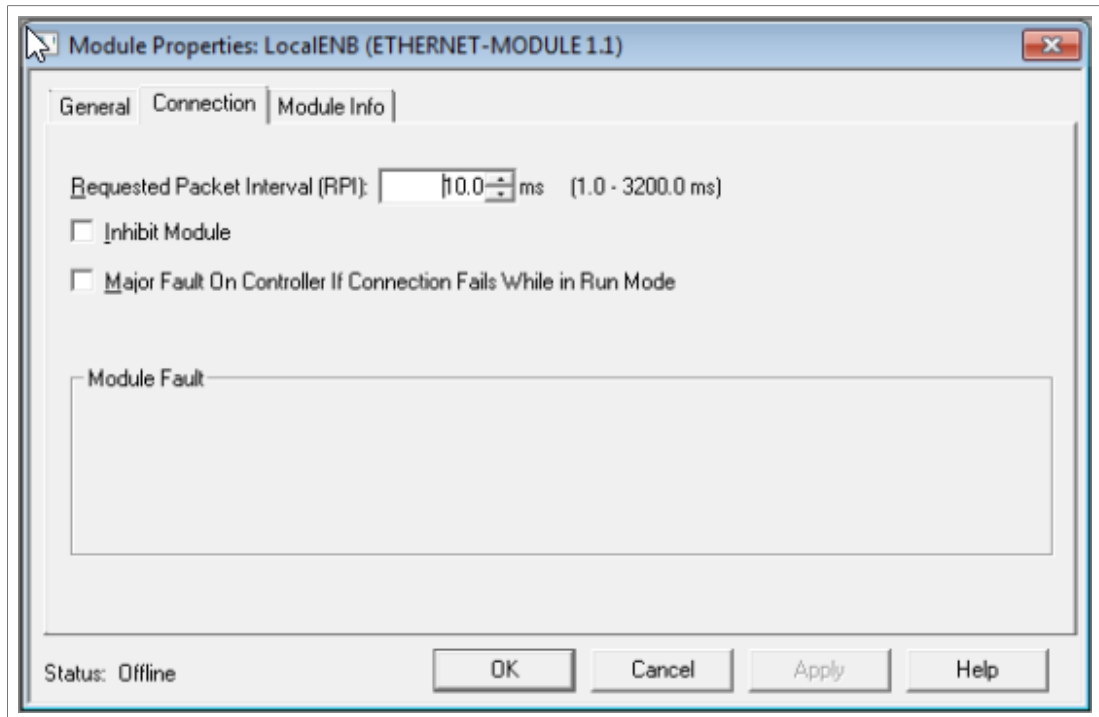 Module Properties: LocalENB (ETHERNET-MODULE 1.1)
General Connection Module Info
Requested Packet Interval (RPI): 10.0 ms (1.0 - 3200.0 ms)
Inhibit Module
Major Fault On Controller If Connection Fails While in Run Mode
Module Fault
Status: Offline OK Cancel Apply Help